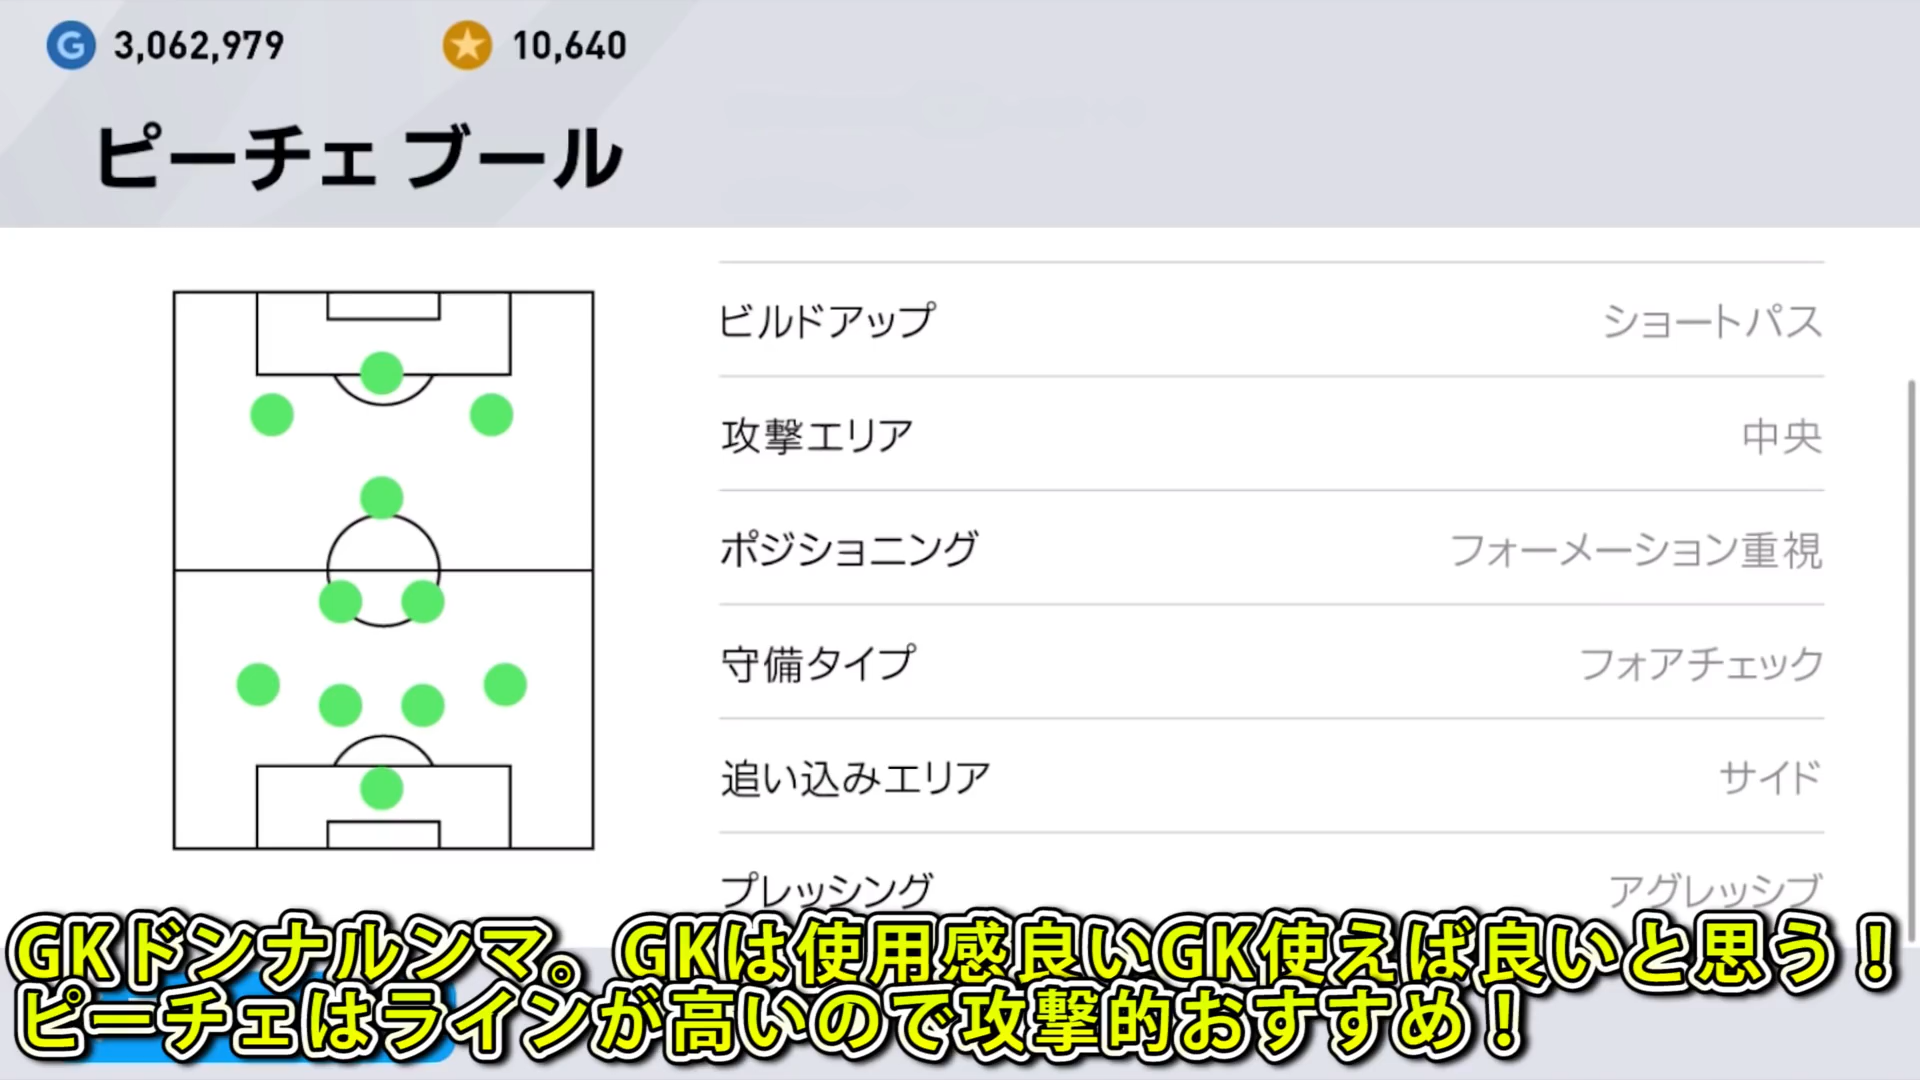 G 3,062,979 10,640
ピーチェ ブール
ビルドアップ ショートパス
攻撃エリア 中央
ポジショニング フォーメーション重視
守備タイプ フォアチェック
追い込みエリア サイド
プレッシング アグレッシブ
GKドンナルンマ。GKは使用感良いGK使えば良いと思う！
ピーチェはラインが高いので攻撃的おすすめ！